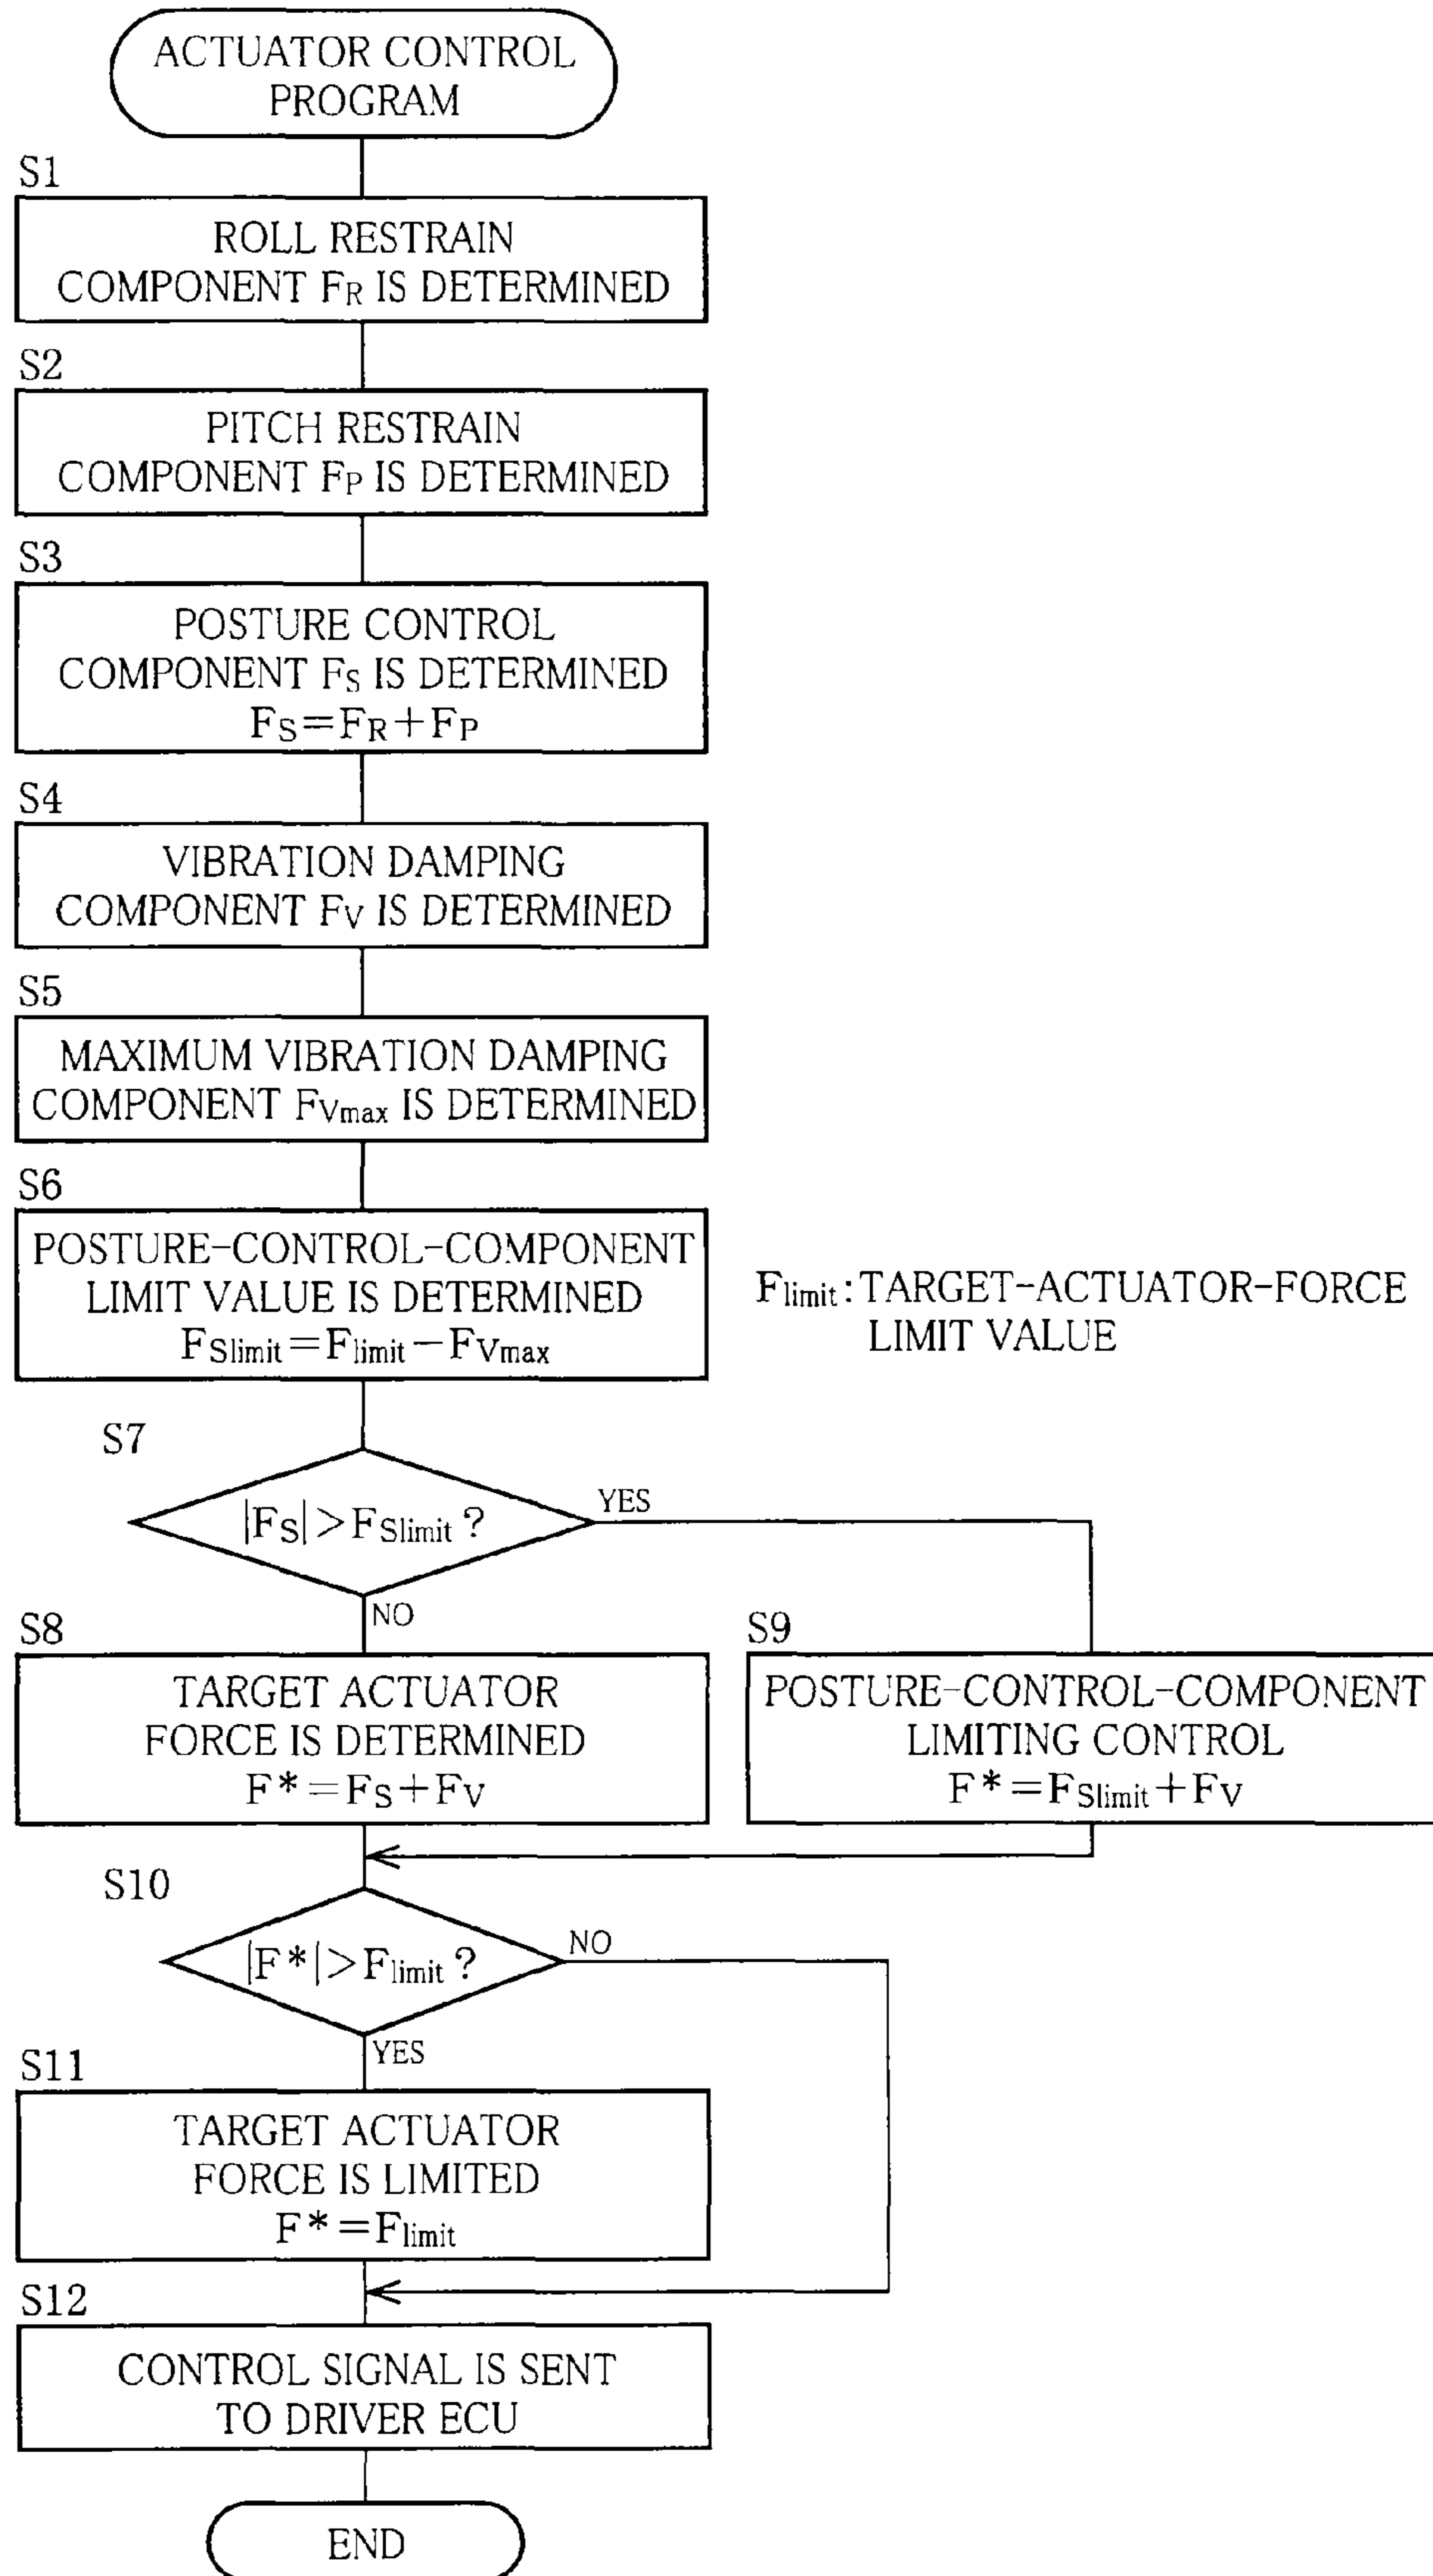 ACTUATOR CONTROL
PROGRAM
S1
ROLL RESTRAIN
COMPONENT FR IS DETERMINED
S2
PITCH RESTRAIN
COMPONENT FP IS DETERMINED
S3
POSTURE CONTROL
COMPONENT FS IS DETERMINED
FS=FR+FP
S4
VIBRATION DAMPING
COMPONENT FV IS DETERMINED
S5
MAXIMUM VIBRATION DAMPING
COMPONENT FVmax IS DETERMINED
S6
POSTURE-CONTROL-COMPONENT
LIMIT VALUE IS DETERMINED
FSlimit=Flimit-FVmax
Flimit:TARGET-ACTUATOR-FORCE
LIMIT VALUE
S7
|FS|>FSlimit ?
YES
NO
S8
TARGET ACTUATOR
FORCE IS DETERMINED
F*=FS+FV
S9
POSTURE-CONTROL-COMPONENT
LIMITING CONTROL
F*=FSlimit+FV
S10
|F*|>Flimit ?
NO
YES
S11
TARGET ACTUATOR
FORCE IS LIMITED
F*=Flimit
S12
CONTROL SIGNAL IS SENT
TO DRIVER ECU
END